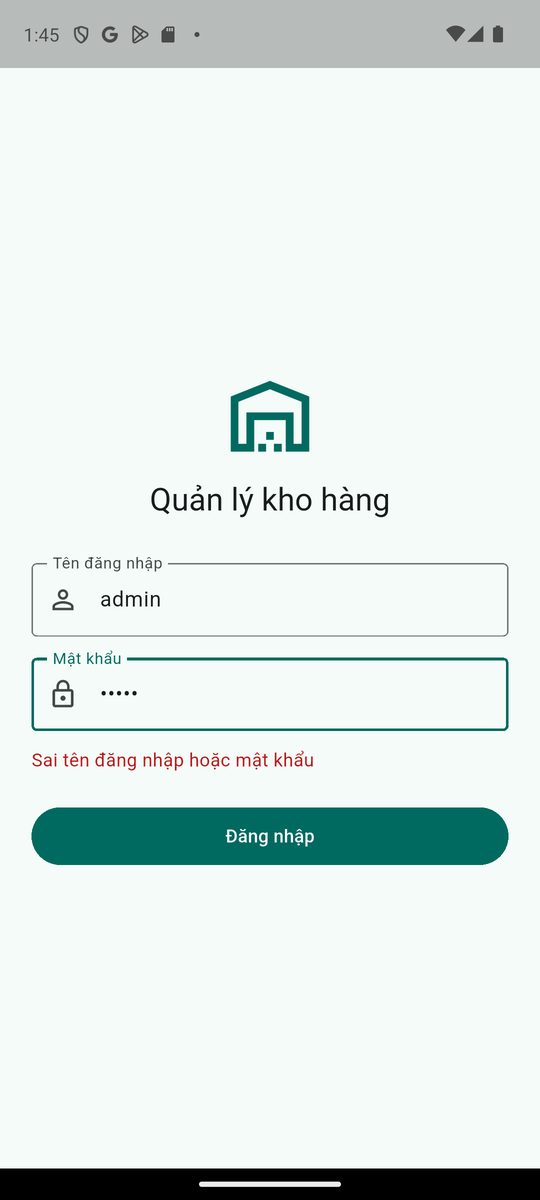 1:45
Quản lý kho hàng
Tên đăng nhập
admin
Mật khẩu
•••••
Sai tên đăng nhập hoặc mật khẩu
Đăng nhập